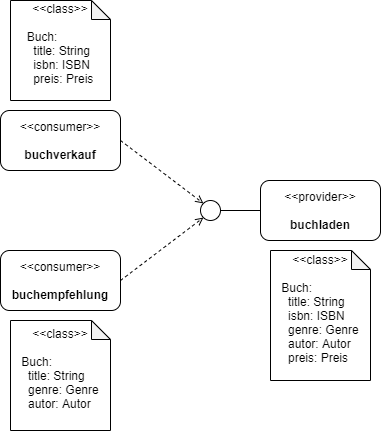 <<class>>
Buch:
title: String
isbn: ISBN
preis: Preis
<<consumer>>
buchverkauf
<<provider>>
buchladen
<<consumer>>
buchempfehlung
<<class>>
Buch:
title: String
isbn: ISBN
genre: Genre
autor: Autor
preis: Preis
<<class>>
Buch:
title: String
genre: Genre
autor: Autor